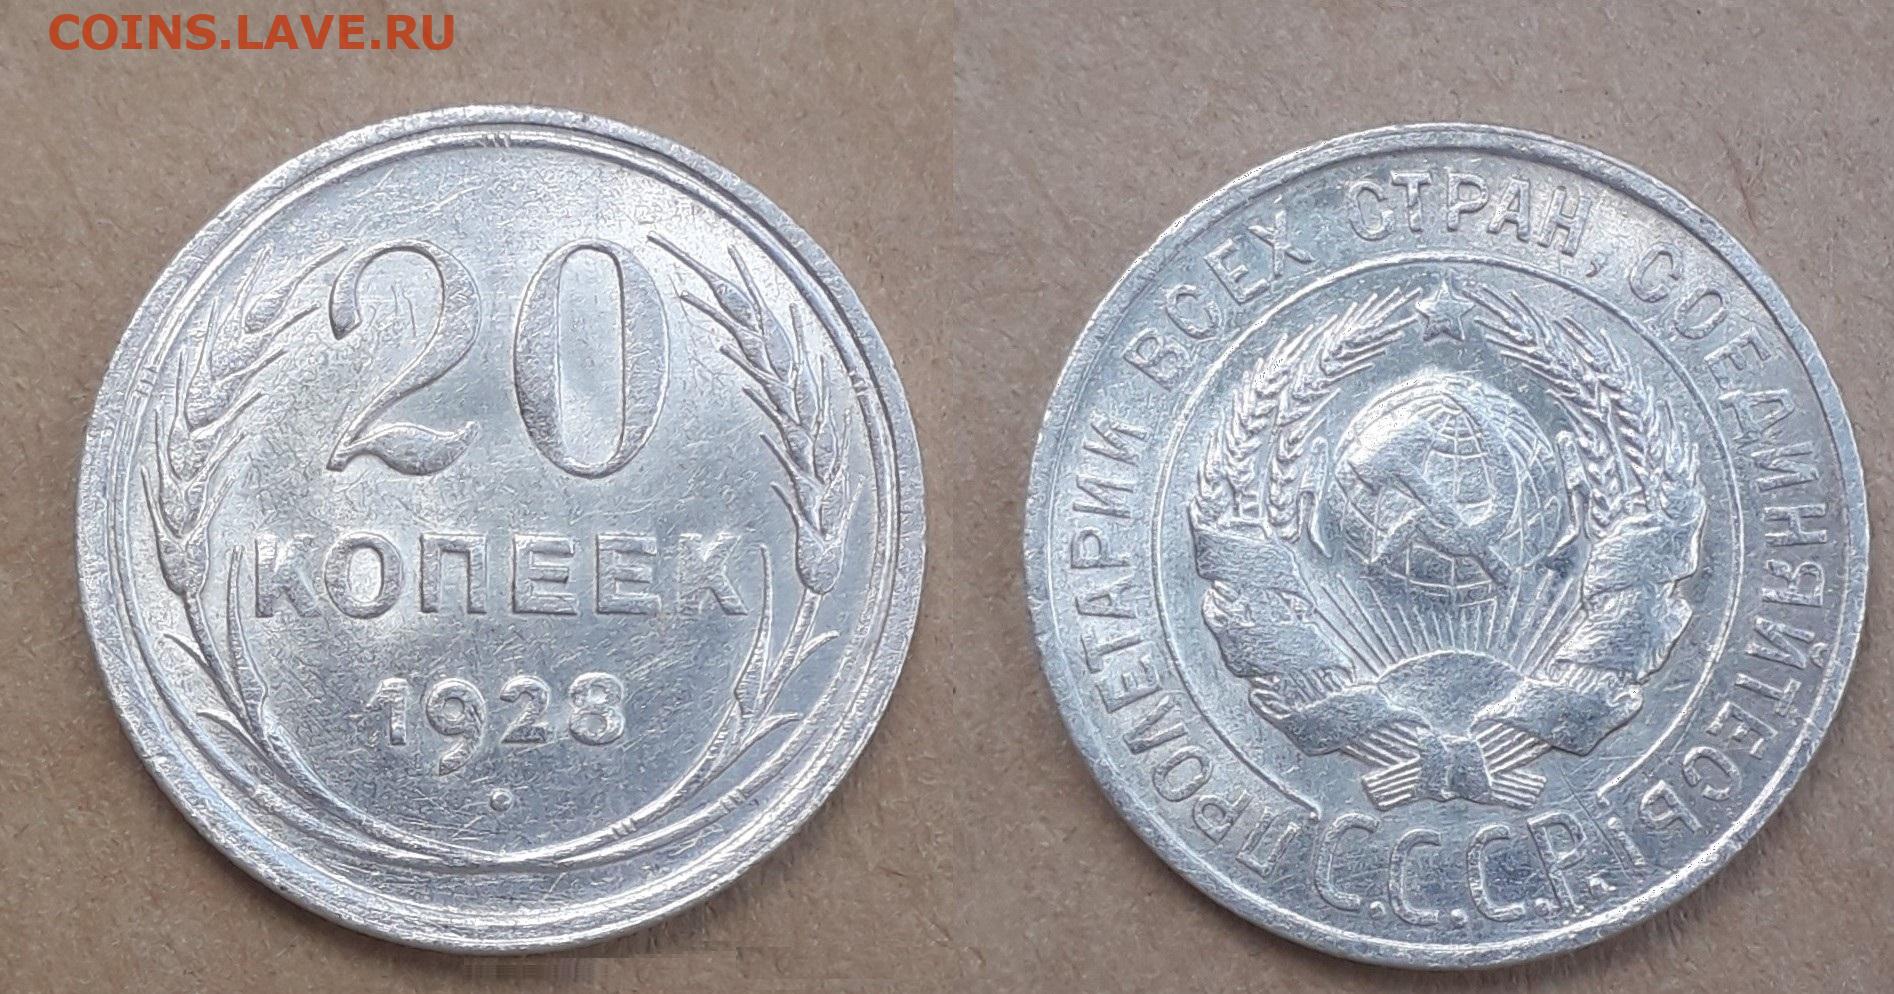 COINS.LAVE.RU
20
КОПЕЕК
1928
ПРОЛЕТАРИИ ВСЕХ СТРАН, СОЕДИНЯЙТЕСЬ!
С.С.С.Р.